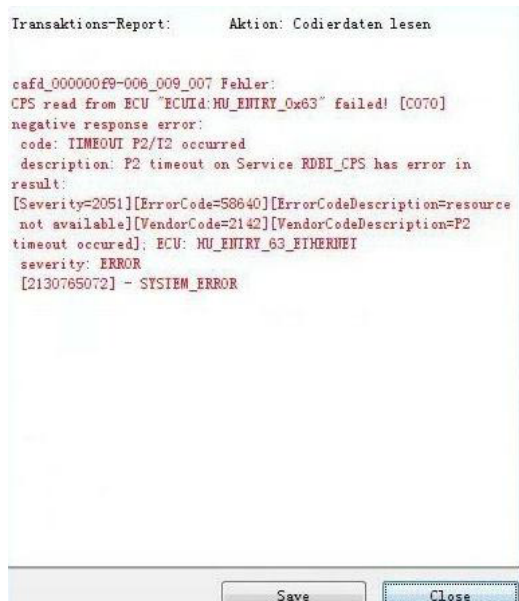 Transaktions-Report:        Aktion: Codierdaten lesen
cafd_000000f9-006_009_007 Fehler:
CPS read from ECU "ECUId:HU_ENTRY_0x63" failed! [C070]
negative response error:
 code: TIMEOUT P2/T2 occurred
 description: P2 timeout on Service RDBI_CPS has error in
result:
[Severity=2051][ErrorCode=58640][ErrorCodeDescription=resource
 not available][VendorCode=2142][VendorCodeDescription=P2
timeout occured]; ECU: HU_ENTRY_63_ETHERNET
 severity: ERROR
 [2130765072] - SYSTEM_ERROR
Save
Close